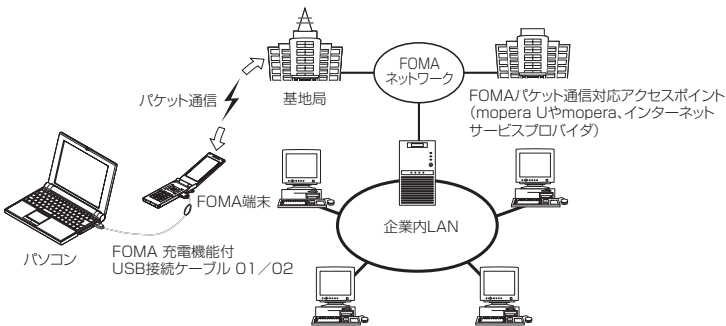 FOMA
ネットワーク
パケット通信
基地局
FOMAパケット通信対応アクセスポイント
（mopera Uやmopera、インターネット
サービスプロバイダ）
FOMA端末
企業内LAN
パソコン
FOMA 充電機能付
USB接続ケーブル 01／02